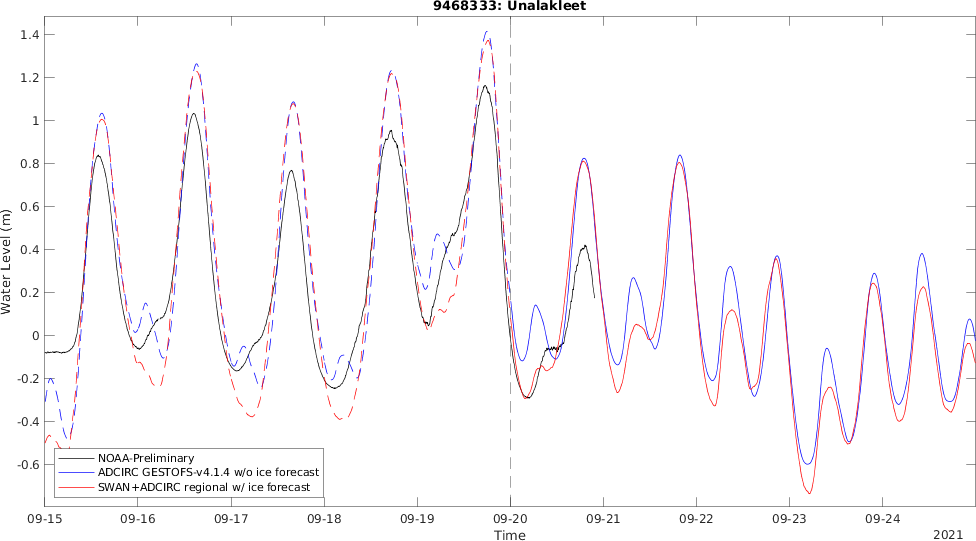 9468333: Unalakleet
Water Level (m)
1.4
1.2
1
0.8
0.6
0.4
0.2
0
-0.2
-0.4
-0.6
NOAA-Preliminary
ADCIRC GESTOFS-v4.1.4 w/o ice forecast
SWAN+ADCIRC regional w/ ice forecast
09-15 09-16 09-17 09-18 09-19 09-20 09-21 09-22 09-23 09-24
Time
2021